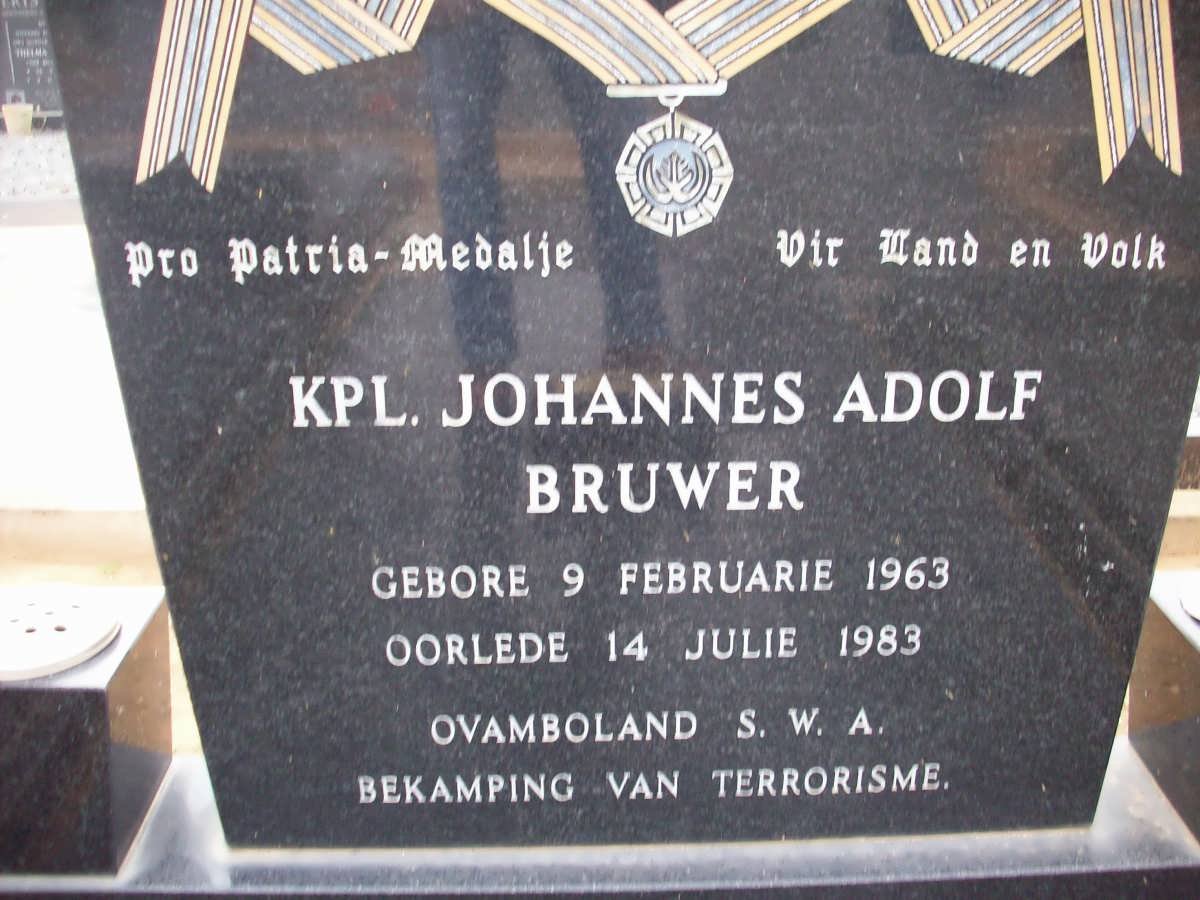 THELMA
Pro Patria-Medalje Vir Land en Volk
KPL. JOHANNES ADOLF
BRUWER
GEBORE 9 FEBRUARIE 1963
OORLEDE 14 JULIE 1983
OVAMBOLAND S. W. A.
BEKAMPING VAN TERRORISME.